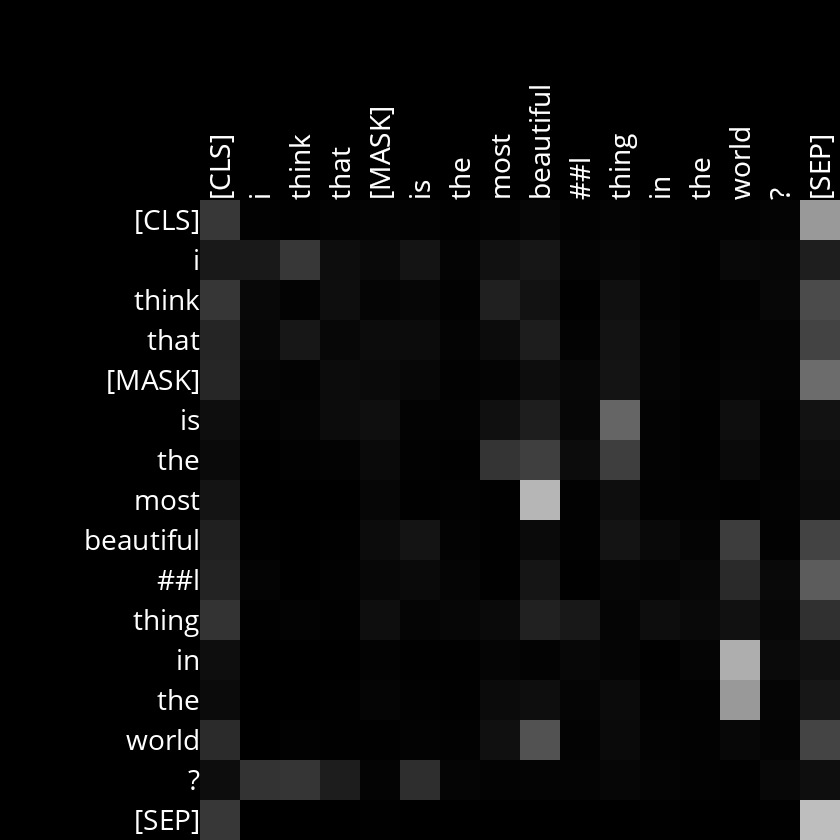 [CLS] i think that [MASK] is the most beautiful ##l thing in the world ? [SEP]
[CLS]
i
think
that
[MASK]
is
the
most
beautiful
##l
thing
in
the
world
?
[SEP]